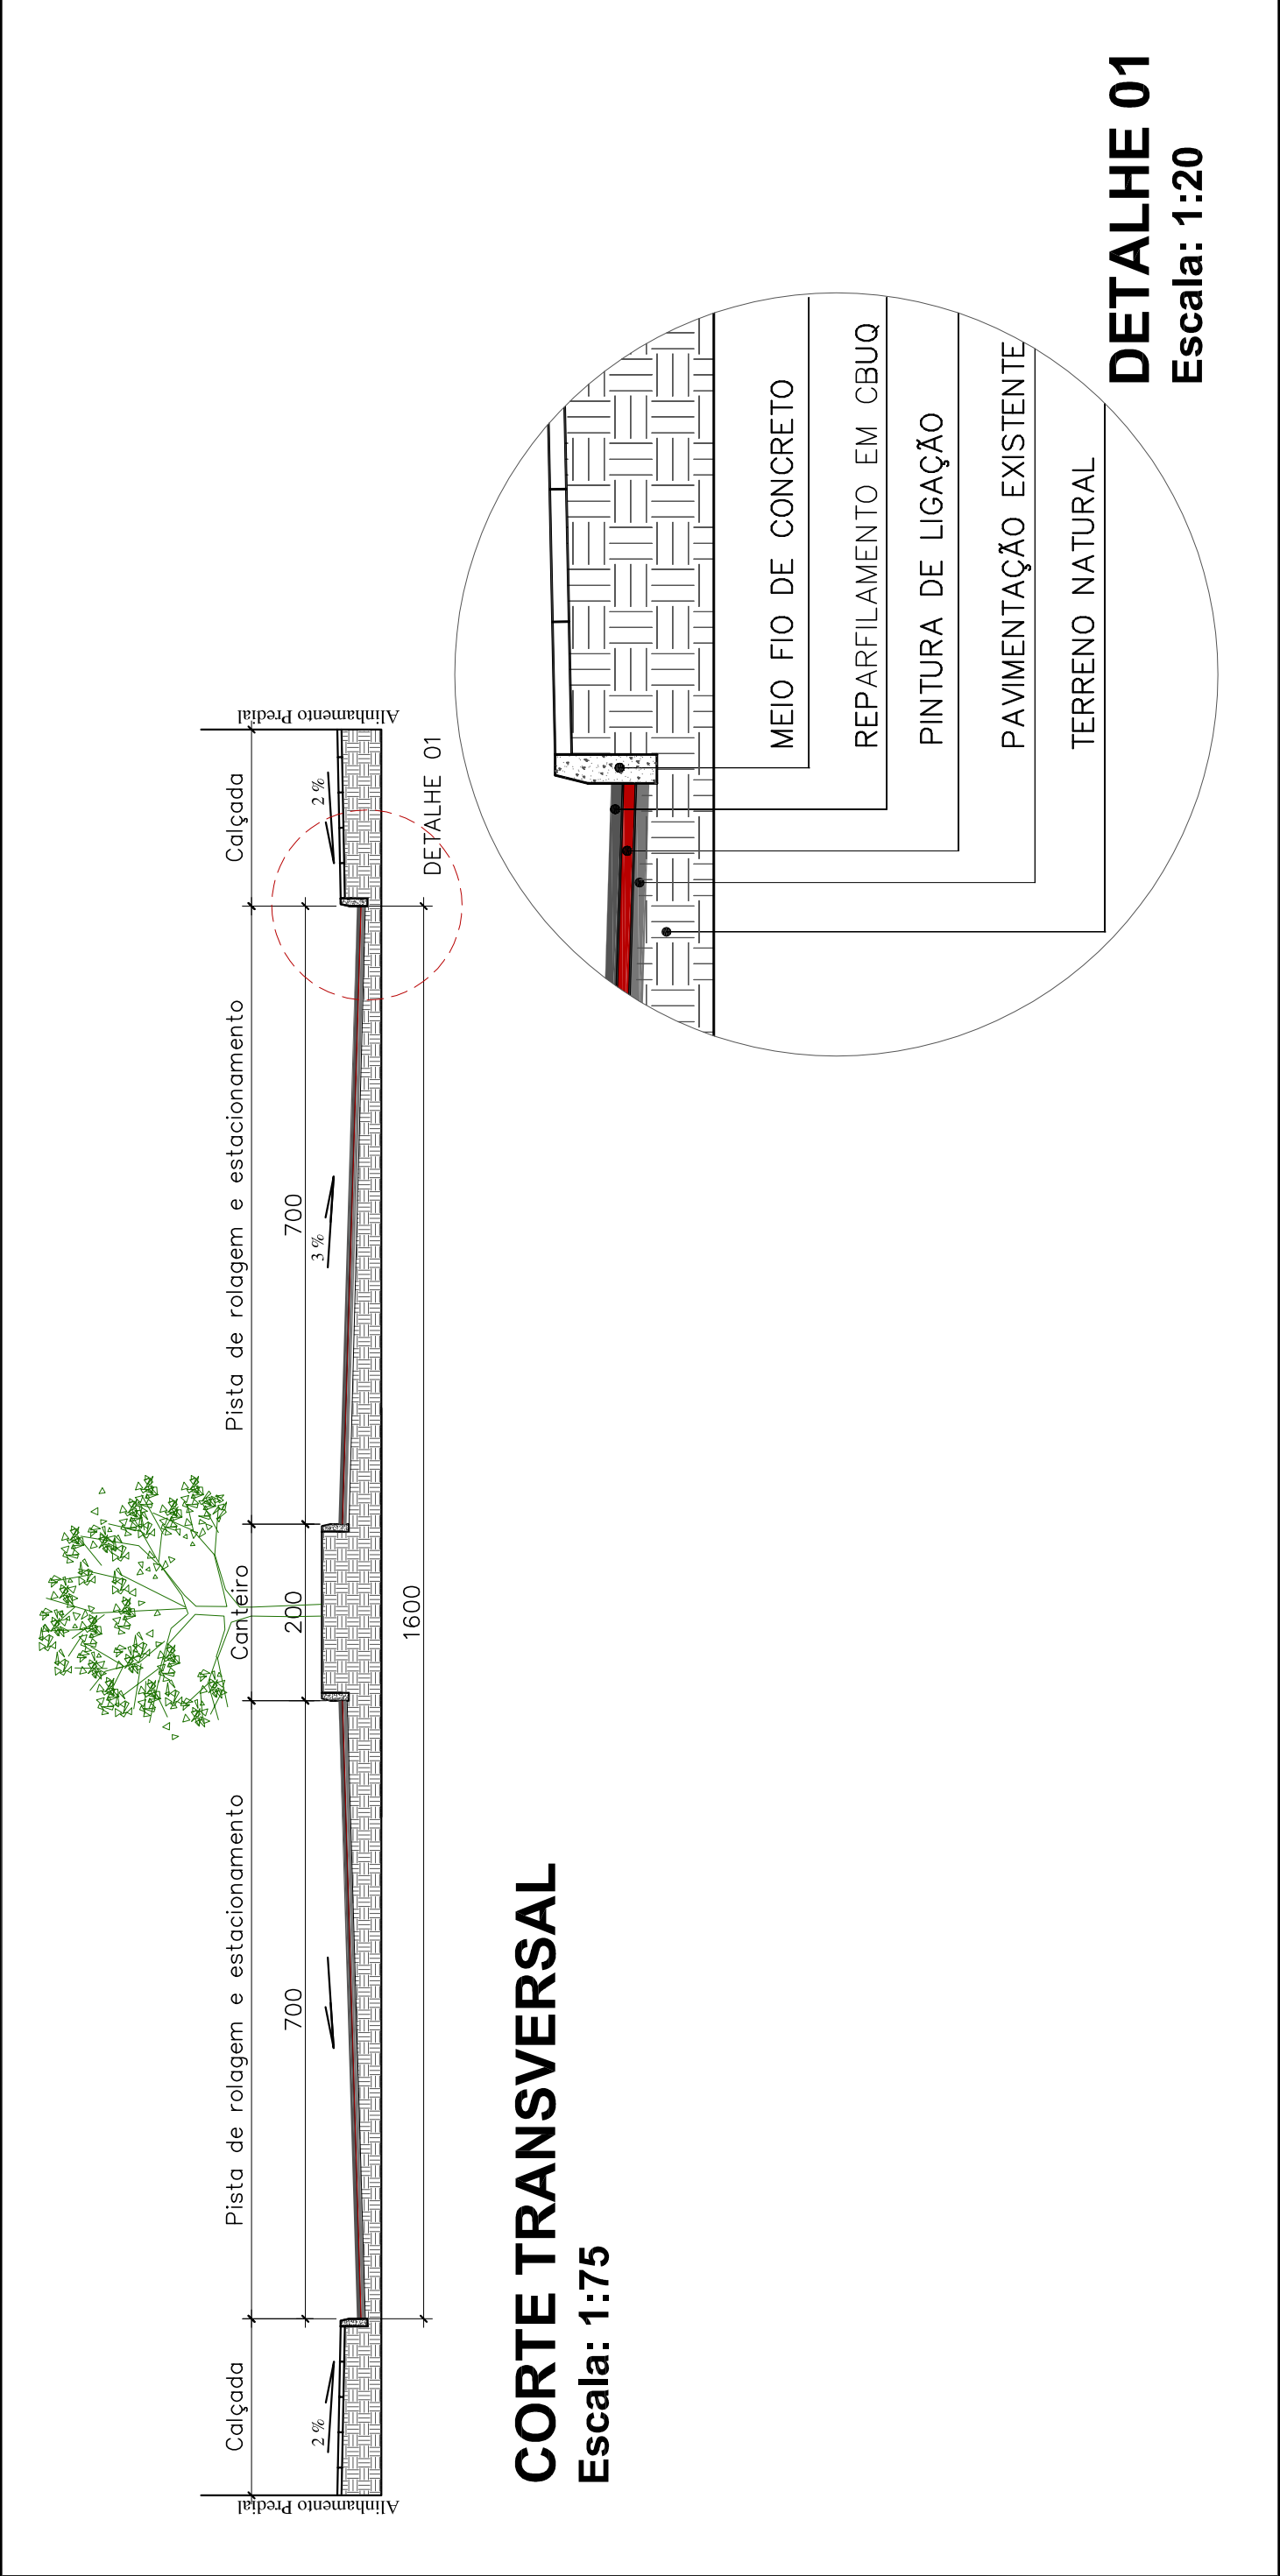 Alinhamento Predial
Calçada
Pista de rolagem e estacionamento
Canteiro
Pista de rolagem e estacionamento
Calçada
Alinhamento Predial
700
200
700
2 %
3 %
2 %
1600
DETALHE 01
CORTE TRANSVERSAL
Escala: 1:75
MEIO FIO DE CONCRETO
REPARFILAMENTO EM CBUQ
PINTURA DE LIGAÇÃO
PAVIMENTAÇÃO EXISTENTE
TERRENO NATURAL
DETALHE 01
Escala: 1:20